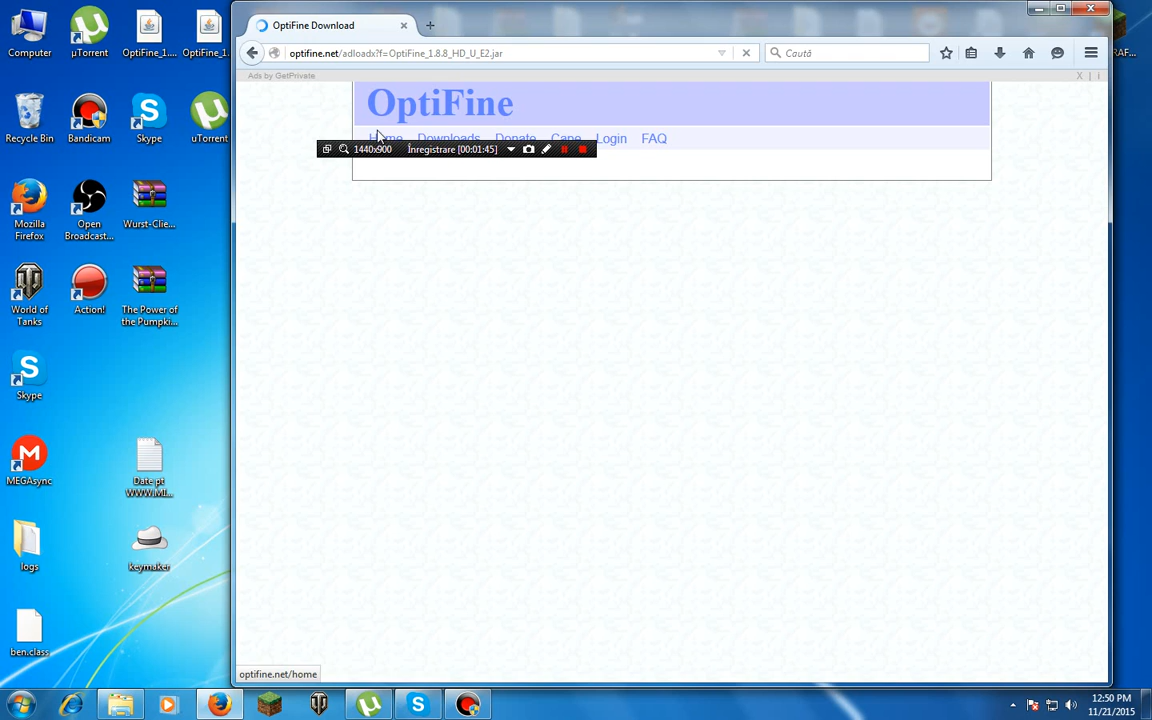 Computer
µTorrent
OptiFine_1....
OptiFine_1....
Recycle Bin
Bandicam
Skype
uTorrent
Mozilla
Firefox
Open
Broadcast...
Wurst-Clie...
World of
Tanks
Action!
The Power of
the Pumpki...
Skype
MEGAsync
Date pt
WWW.ML...
logs
keymaker
ben.class
OptiFine Download
optifine.net/adloadx?f=OptiFine_1.8.8_HD_U_E2.jar
Caută
Ads by GetPrivate
X | i
OptiFine
Home Downloads Donate Cape Login FAQ
1440x900 Înregistrare [00:01:45]
optifine.net/home
12:50 PM
11/21/2015